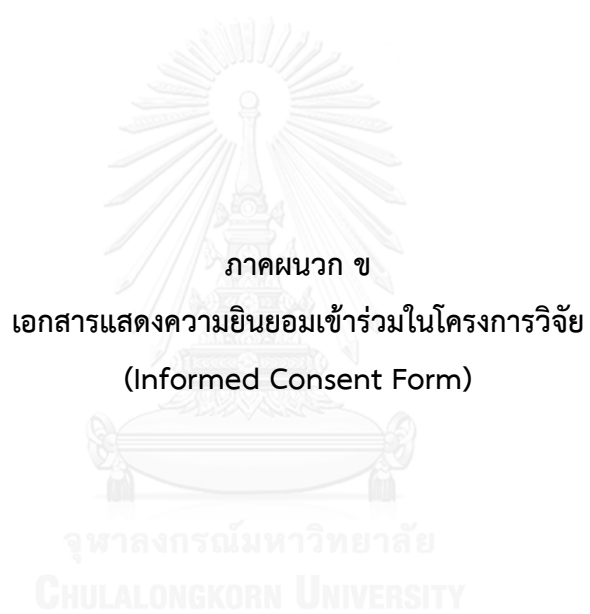 ภาคผนวก ข
เอกสารแสดงความยินยอมเข้าร่วมในโครงการวิจัย
(Informed Consent Form)
จุฬาลงกรณ์มหาวิทยาลัย
CHULALONGKORN UNIVERSITY